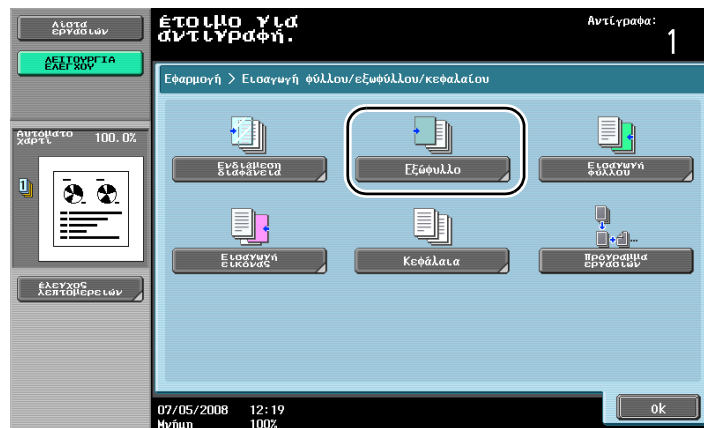 Λίστα
εργασιών
έτοιμο για
αντιγραφή.
Αντίγραφα:
1
ΛΕΙΤΟΥΡΓΙΑ
ΕΛΕΓΧΟΥ
Εφαρμογή > Εισαγωγή φύλλου/εξωφύλλου/κεφαλαίου
Αυτόματο
χαρτί
100.0%
1
Ενδιάμεση
διαφάνεια
Εξώφυλλο
Εισαγωγή
φύλλου
Εισαγωγή
εικόνας
Κεφάλαια
Πρόγραμμα
εργασιών
έλεγχος
λεπτομερειών
07/05/2008 12:19
Μνήμη 100%
ok